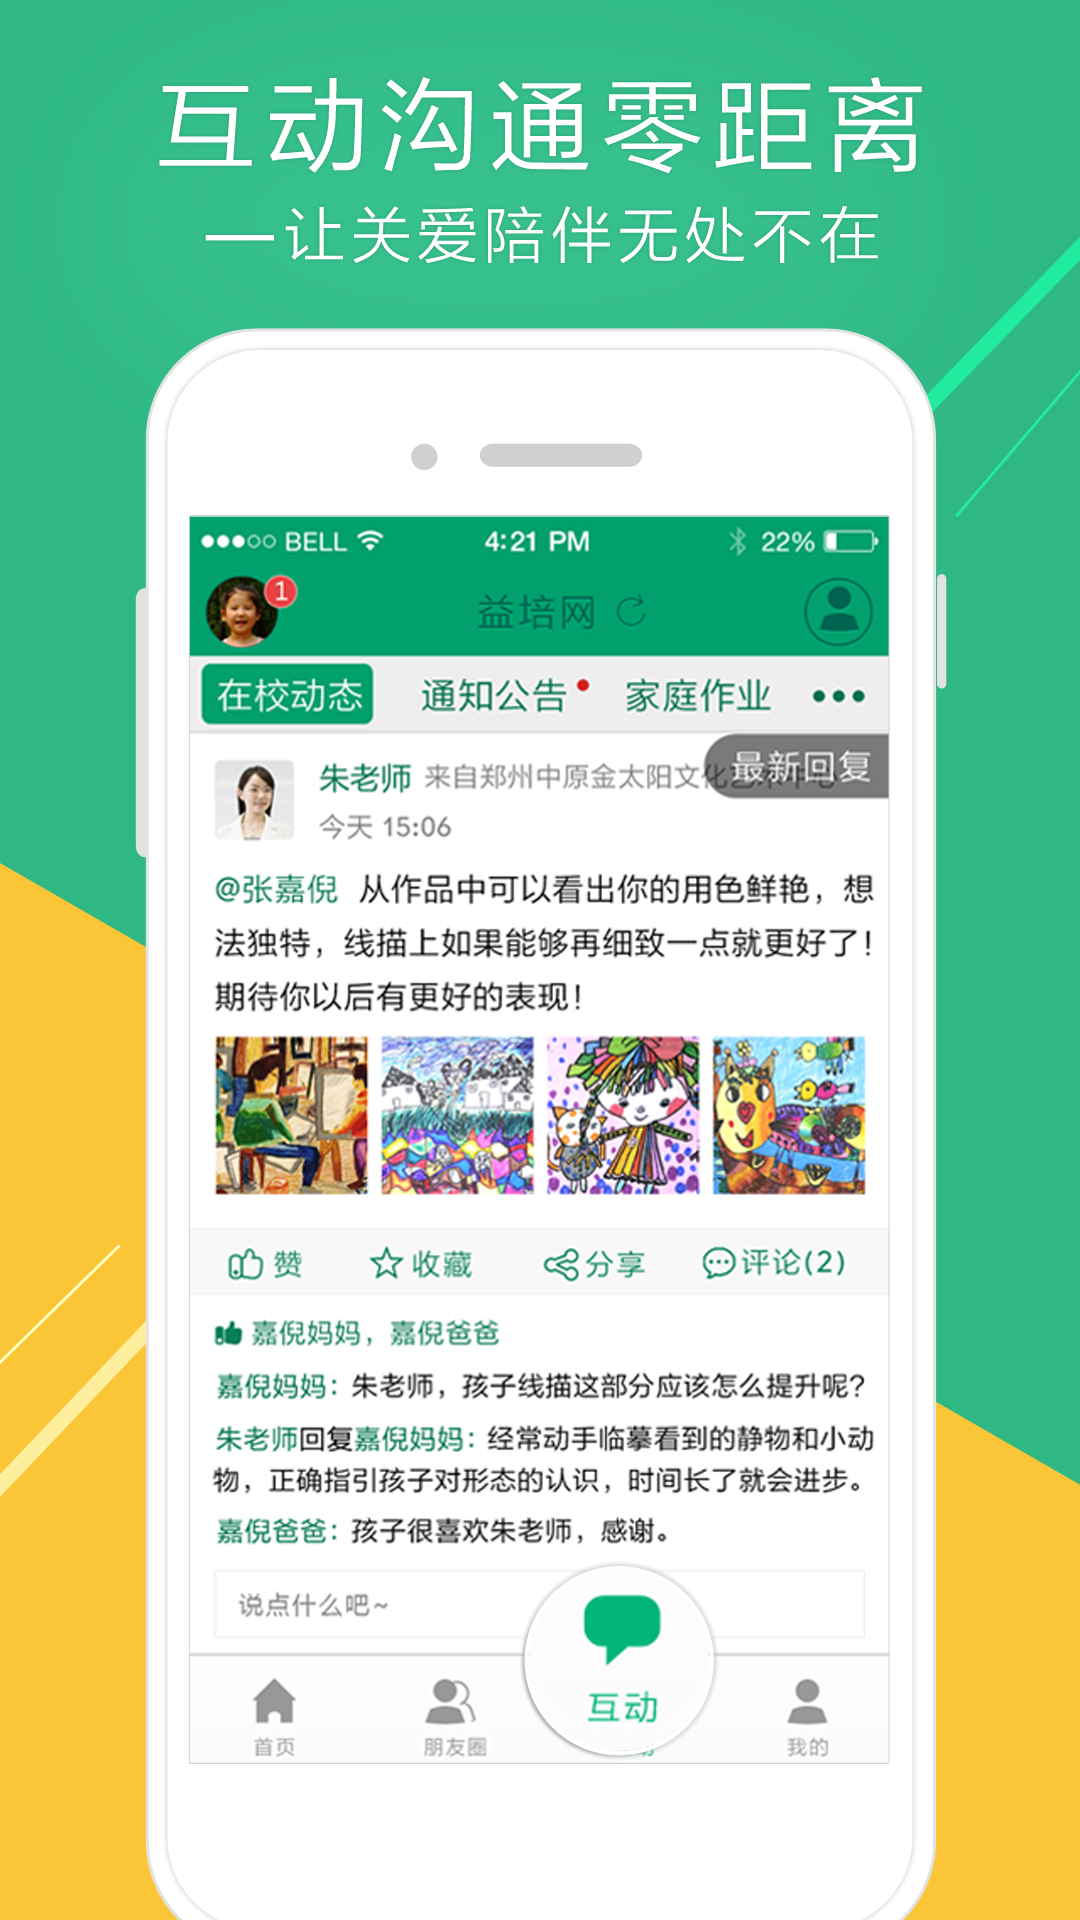 互动沟通零距离
—让关爱陪伴无处不在
BELL 4:21 PM 22%
1
益培网
在校动态 通知公告 家庭作业
最新回复
朱老师 来自郑州中原金太阳文化艺术中心
今天 15:06
@张嘉倪 从作品中可以看出你的用色鲜艳，想
法独特，线描上如果能够再细致一点就更好了！
期待你以后有更好的表现！
赞 收藏 分享 评论(2)
嘉倪妈妈，嘉倪爸爸
嘉倪妈妈：朱老师，孩子线描这部分应该怎么提升呢？
朱老师回复嘉倪妈妈：经常动手临摹看到的静物和小动
物，正确指引孩子对形态的认识，时间长了就会进步。
嘉倪爸爸：孩子很喜欢朱老师，感谢。
说点什么吧~
互动
首页 朋友圈 我的